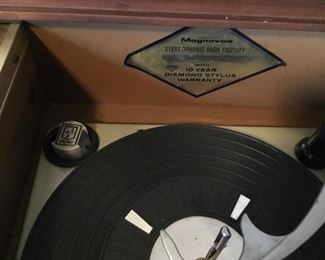 Magnavox
STEREOPHONIC HIGH FIDELITY
WITH
10 YEAR
DIAMOND STYLUS
WARRANTY